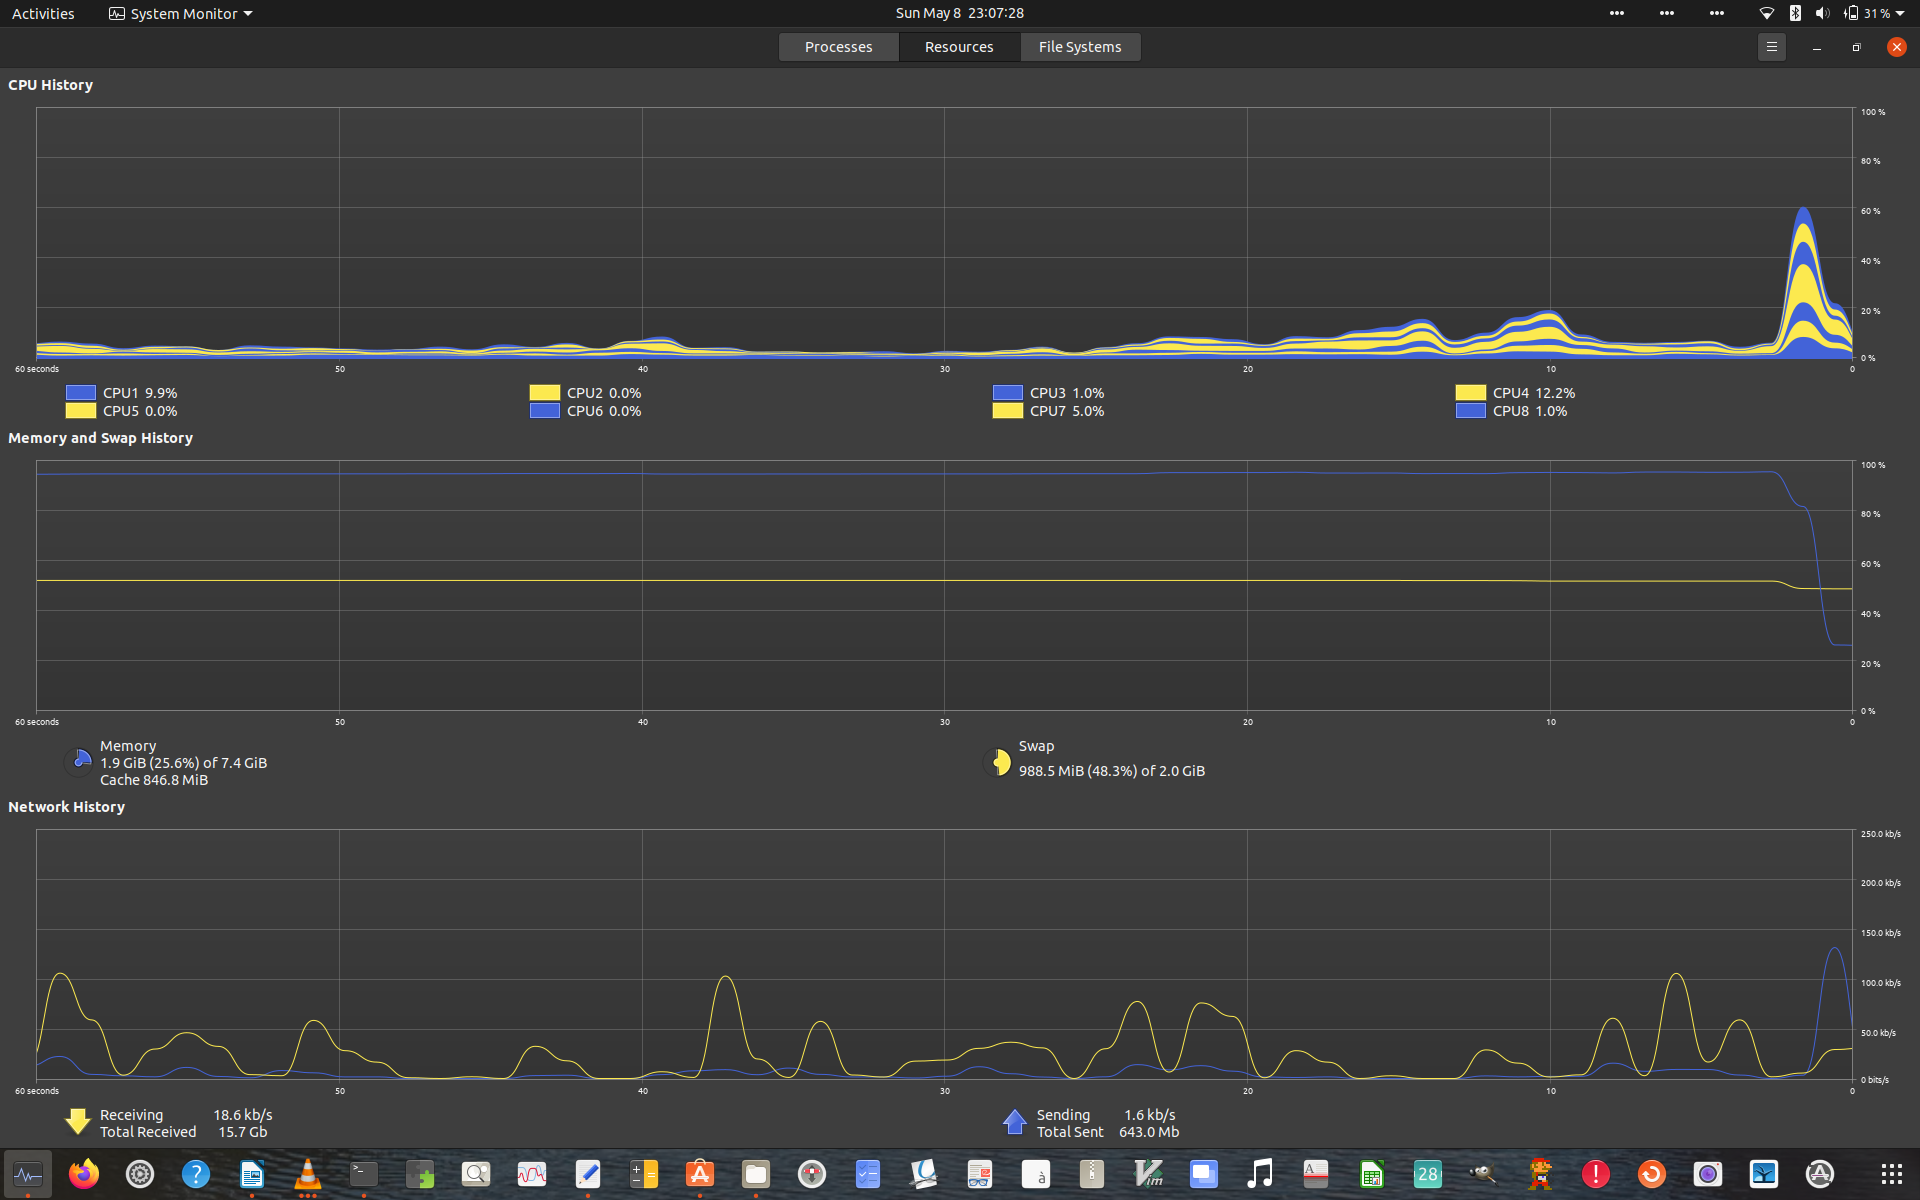 Activities System Monitor Sun May 8 23:07:28 31 %
Processes Resources File Systems
CPU History
100 %
80 %
60 %
40 %
20 %
0 %
60 seconds 50 40 30 20 10 0
CPU1 9.9% CPU2 0.0% CPU3 1.0% CPU4 12.2%
CPU5 0.0% CPU6 0.0% CPU7 5.0% CPU8 1.0%
Memory and Swap History
100 %
80 %
60 %
40 %
20 %
0 %
60 seconds 50 40 30 20 10 0
Memory
1.9 GiB (25.6%) of 7.4 GiB
Cache 846.8 MiB
Swap
988.5 MiB (48.3%) of 2.0 GiB
Network History
250.0 kb/s
200.0 kb/s
150.0 kb/s
100.0 kb/s
50.0 kb/s
0 bits/s
60 seconds 50 40 30 20 10 0
Receiving 18.6 kb/s
Total Received 15.7 Gb
Sending 1.6 kb/s
Total Sent 643.0 Mb
? >_ à Vim A 28 !